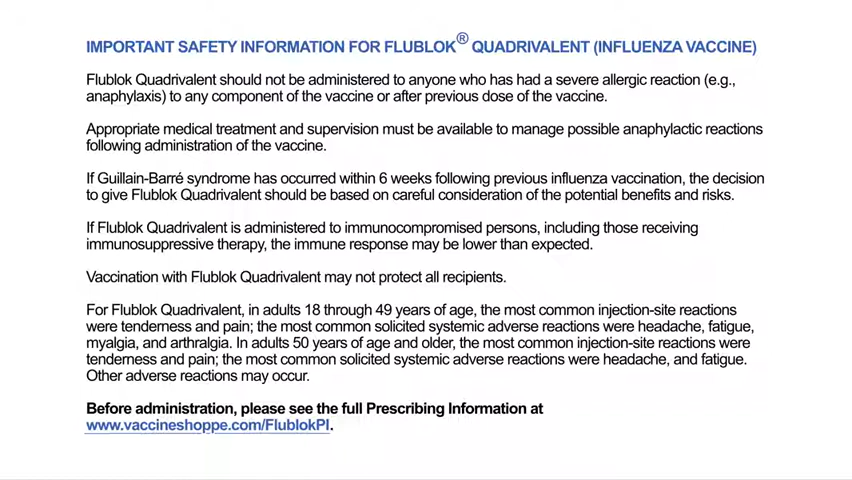 IMPORTANT SAFETY INFORMATION FOR FLUBLOK® QUADRIVALENT (INFLUENZA VACCINE)
Flublok Quadrivalent should not be administered to anyone who has had a severe allergic reaction (e.g.,
anaphylaxis) to any component of the vaccine or after previous dose of the vaccine.
Appropriate medical treatment and supervision must be available to manage possible anaphylactic reactions
following administration of the vaccine.
If Guillain-Barré syndrome has occurred within 6 weeks following previous influenza vaccination, the decision
to give Flublok Quadrivalent should be based on careful consideration of the potential benefits and risks.
If Flublok Quadrivalent is administered to immunocompromised persons, including those receiving
immunosuppressive therapy, the immune response may be lower than expected.
Vaccination with Flublok Quadrivalent may not protect all recipients.
For Flublok Quadrivalent, in adults 18 through 49 years of age, the most common injection-site reactions
were tenderness and pain; the most common solicited systemic adverse reactions were headache, fatigue,
myalgia, and arthralgia. In adults 50 years of age and older, the most common injection-site reactions were
tenderness and pain; the most common solicited systemic adverse reactions were headache, and fatigue.
Other adverse reactions may occur.
Before administration, please see the full Prescribing Information at
www.vaccineshoppe.com/FlublokPI.